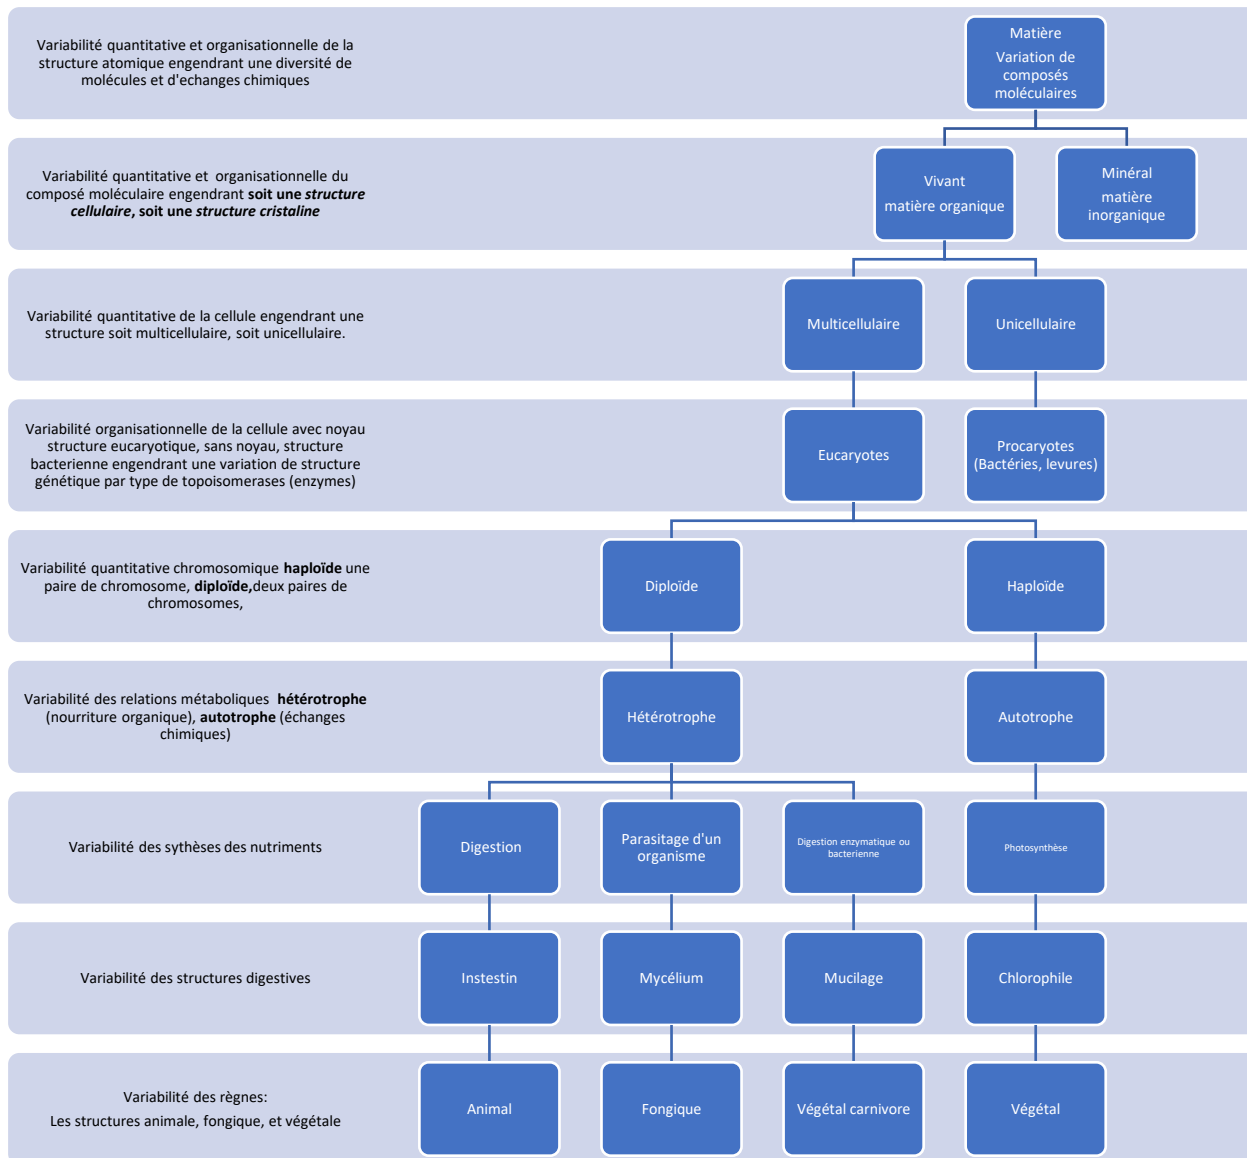 Variabilité quantitative et organisationnelle de la
structure atomique engendrant une diversité de
molécules et d'echanges chimiques
Matière
Variation de
composés
moléculaires
Variabilité quantitative et organisationnelle du
composé moléculaire engendrant soit une structure
cellulaire, soit une structure cristaline
Vivant
matière organique
Minéral
matière
inorganique
Variabilité quantitative de la cellule engendrant une
structure soit multicellulaire, soit unicellulaire.
Multicellulaire
Unicellulaire
Variabilité organisationnelle de la cellule avec noyau
structure eucaryotique, sans noyau, structure
bacterienne engendrant une variation de structure
génétique par type de topoisomerases (enzymes)
Eucaryotes
Procaryotes
(Bactéries, levures)
Variabilité quantitative chromosomique haploïde une
paire de chromosome, diploïde,deux paires de
chromosomes,
Diploïde
Haploïde
Variabilité des relations métaboliques hétérotrophe
(nourriture organique), autotrophe (échanges
chimiques)
Hétérotrophe
Autotrophe
Variabilité des sythèses des nutriments
Digestion
Parasitage d'un
organisme
Digestion enzymatique ou
bacterienne
Photosynthèse
Variabilité des structures digestives
Instestin
Mycélium
Mucilage
Chlorophile
Variabilité des règnes:
Les structures animale, fongique, et végétale
Animal
Fongique
Végétal carnivore
Végétal